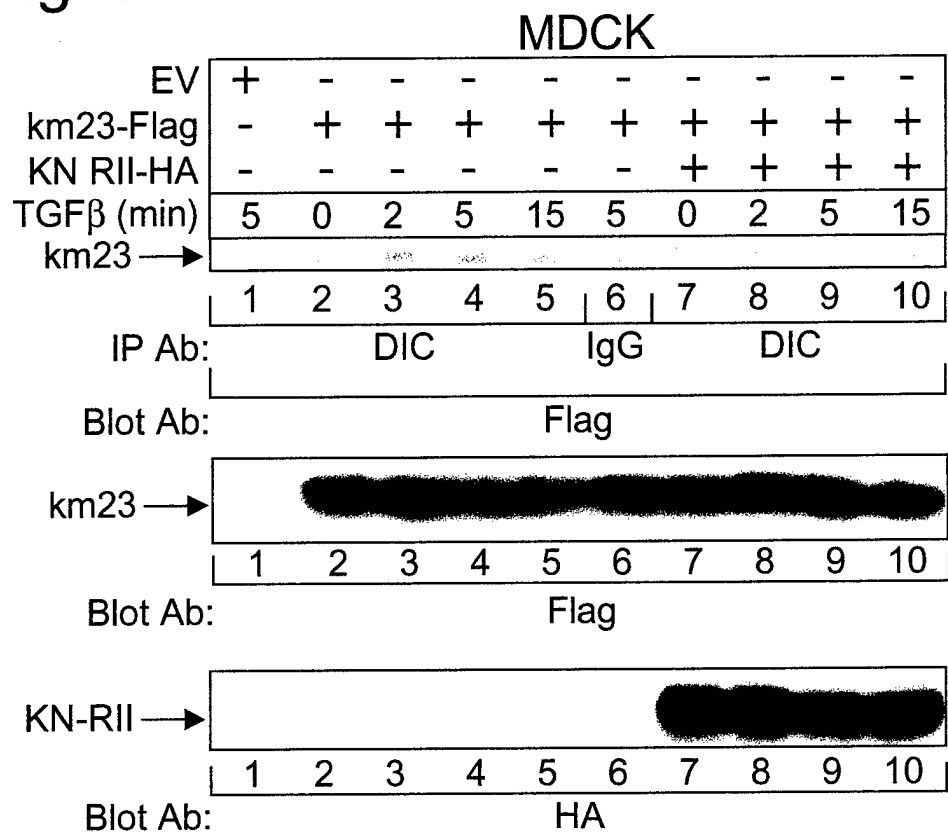 MDCK
EV + - - - - - - - - -
km23-Flag - + + + + + + + + +
KN RII-HA - - - - - - + + + +
TGFβ (min) 5 0 2 5 15 5 0 2 5 15
km23
1 2 3 4 5 6 7 8 9 10
IP Ab: DIC IgG DIC
Blot Ab: Flag
km23
1 2 3 4 5 6 7 8 9 10
Blot Ab: Flag
KN-RII
1 2 3 4 5 6 7 8 9 10
Blot Ab: HA